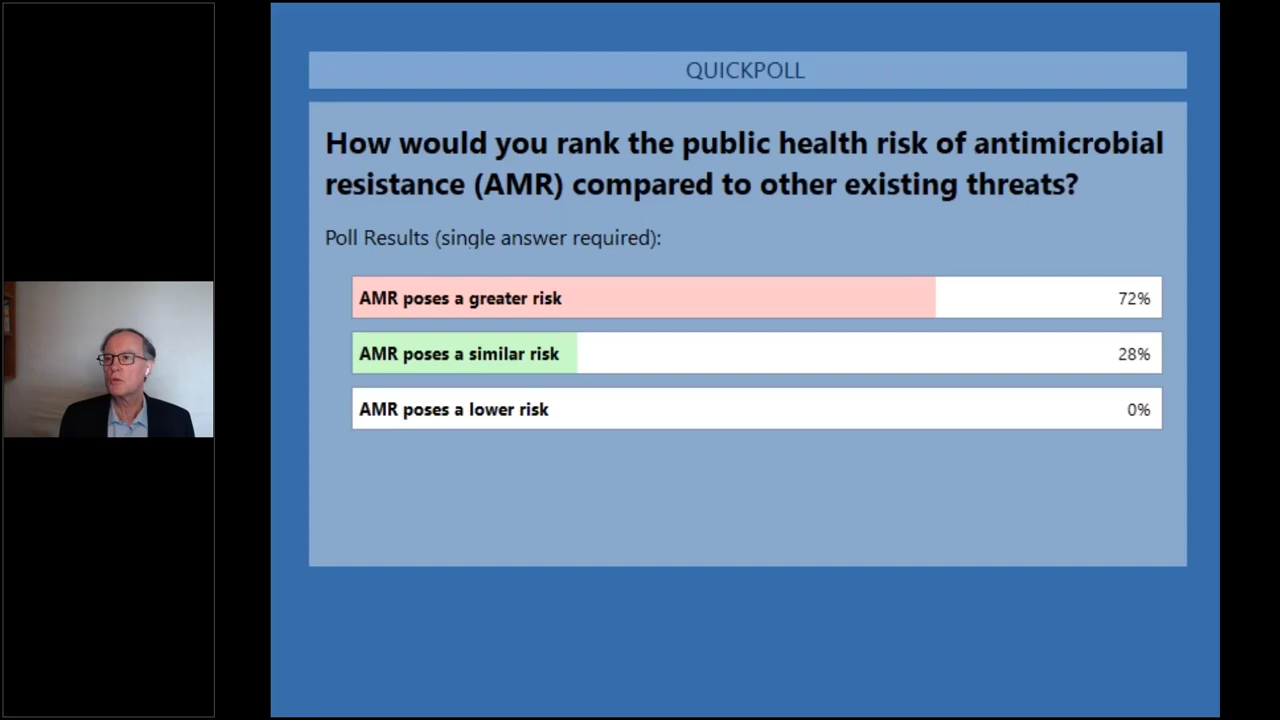 QUICKPOLL
How would you rank the public health risk of antimicrobial
resistance (AMR) compared to other existing threats?
Poll Results (single answer required):
AMR poses a greater risk 72%
AMR poses a similar risk 28%
AMR poses a lower risk 0%